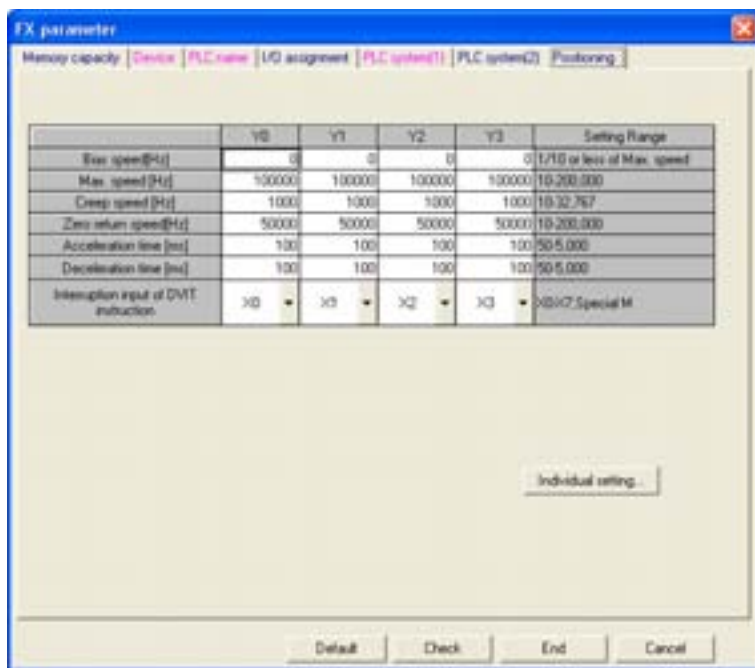 FX parameter
Memory capacity Device PLC name I/O assignment PLC system(1) PLC system(2) Positioning
Y0 Y1 Y2 Y3 Setting Range
Bias speed[Hz] 0 0 0 0 1/10 or less of Max. speed
Max. speed [Hz] 100000 100000 100000 100000 10-200,000
Creep speed [Hz] 1000 1000 1000 1000 10-32,767
Zero return speed[Hz] 50000 50000 50000 50000 10-200,000
Acceleration time [ms] 100 100 100 100 50-5,000
Deceleration time [ms] 100 100 100 100 50-5,000
Interruption input of DVIT
instruction X0 X1 X2 X3 X0-X7,Special M
Individual setting...
Default Check End Cancel